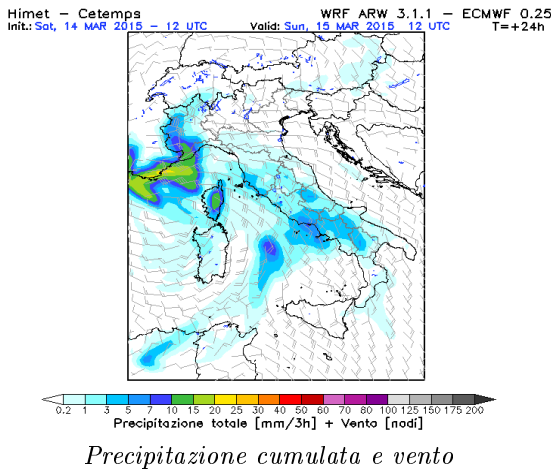 Himet – Cetemps WRF ARW 3.1.1 – ECMWF 0.25
Init.: Sat, 14 MAR 2015 – 12 UTC Valid: Sun, 15 MAR 2015 12 UTC T=+24h
0.2 1 3 5 7 10 15 20 25 30 40 50 60 70 80 100 125 150 175 200
Precipitazione totale [mm/3h] + Vento [nodi]
Precipitazione cumulata e vento